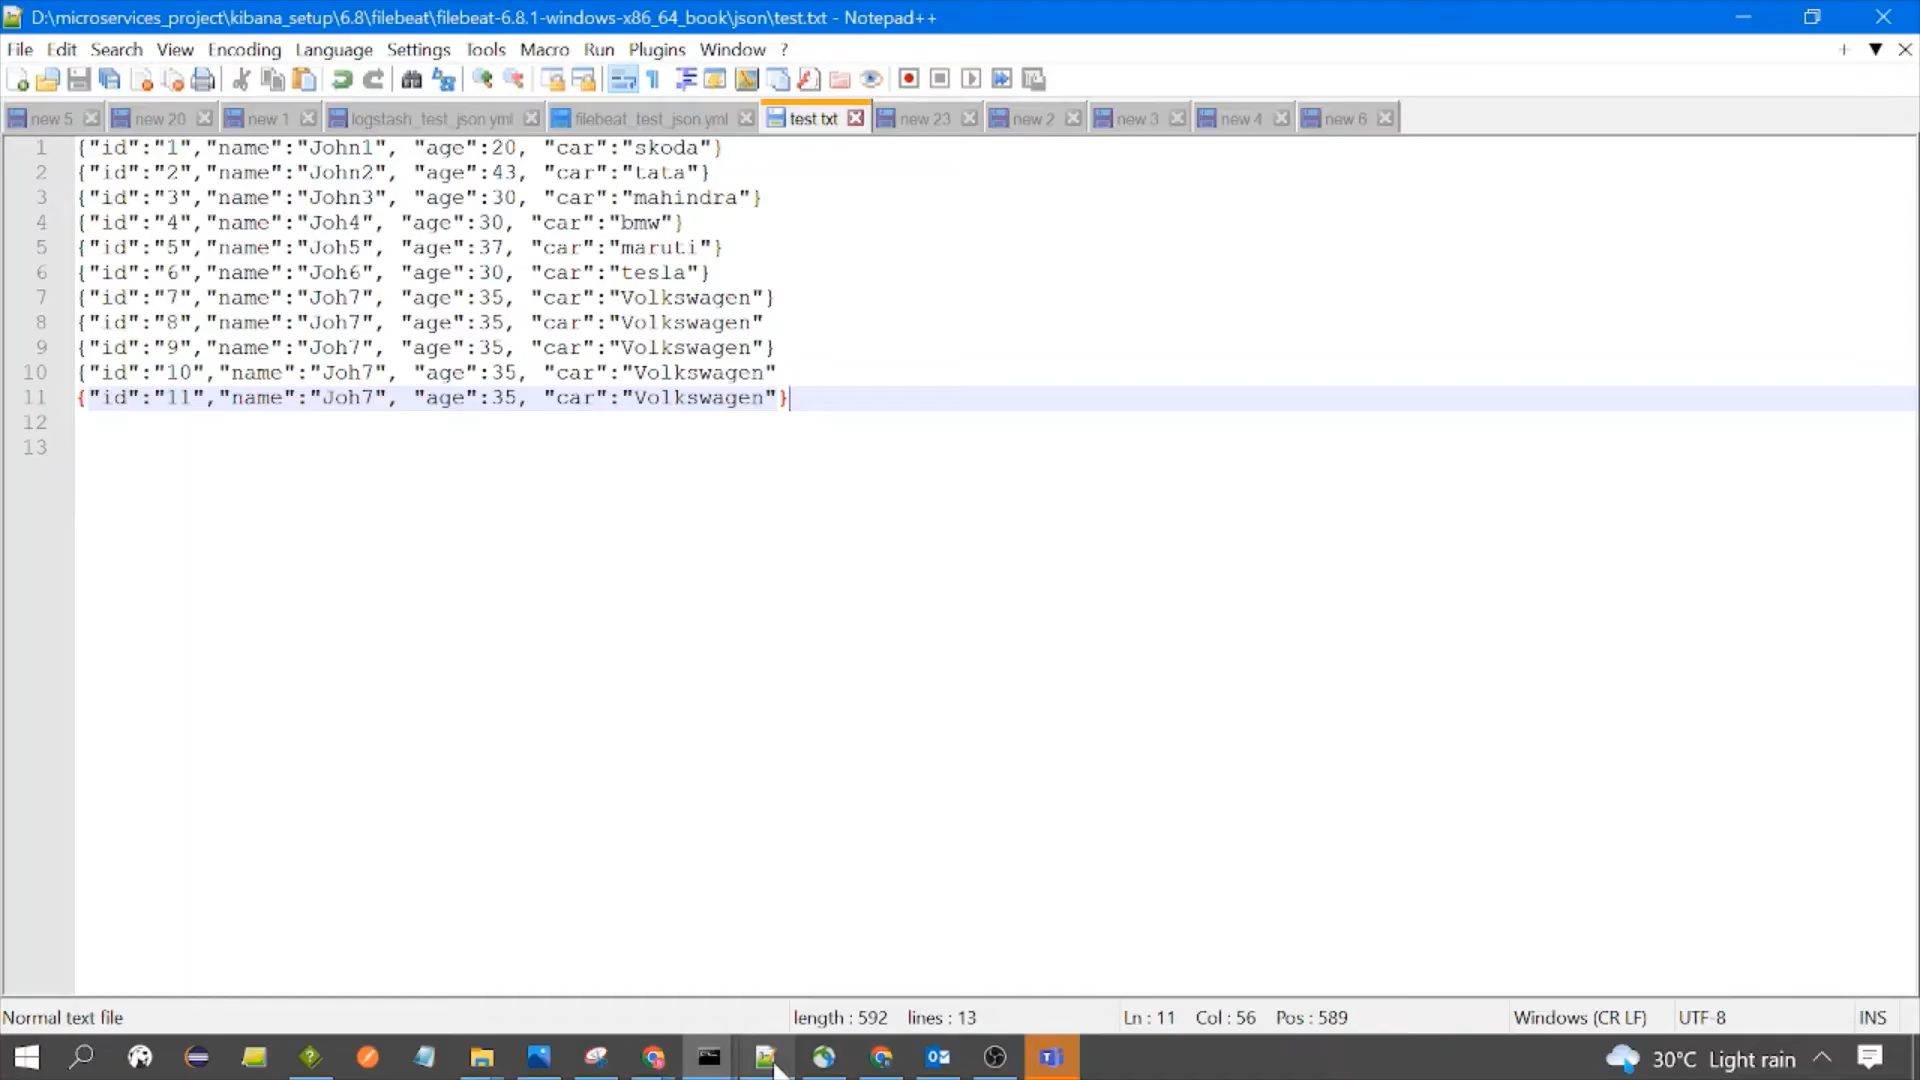 D:\microservices_project\kibana_setup\6.8\filebeat\filebeat-6.8.1-windows-x86_64_book\json\test.txt - Notepad++
File Edit Search View Encoding Language Settings Tools Macro Run Plugins Window ?
new 5 new 20 new 1 logstash_test_json.yml filebeat_test_json.yml test.txt new 23 new 2 new 3 new 4 new 6
1 {"id":"1","name":"John1", "age":20, "car":"skoda"}
2 {"id":"2","name":"John2", "age":43, "car":"tata"}
3 {"id":"3","name":"John3", "age":30, "car":"mahindra"}
4 {"id":"4","name":"Joh4", "age":30, "car":"bmw"}
5 {"id":"5","name":"Joh5", "age":37, "car":"maruti"}
6 {"id":"6","name":"Joh6", "age":30, "car":"tesla"}
7 {"id":"7","name":"Joh7", "age":35, "car":"Volkswagen"}
8 {"id":"8","name":"Joh7", "age":35, "car":"Volkswagen"
9 {"id":"9","name":"Joh7", "age":35, "car":"Volkswagen"}
10 {"id":"10","name":"Joh7", "age":35, "car":"Volkswagen"
11 {"id":"11","name":"Joh7", "age":35, "car":"Volkswagen"}
12
13
Normal text file length : 592 lines : 13 Ln : 11 Col : 56 Pos : 589 Windows (CR LF) UTF-8 INS
30°C Light rain